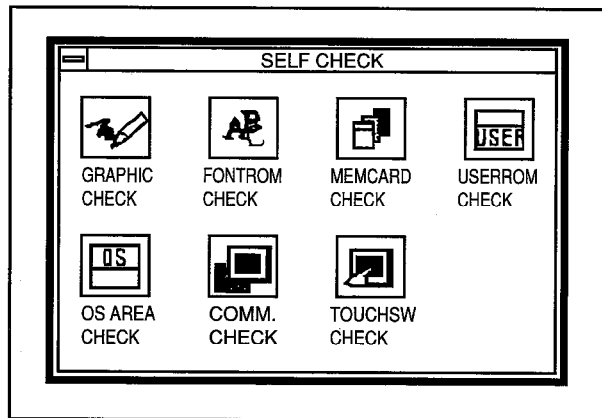 SELF CHECK
ABC
USER
GRAPHIC
CHECK
FONTROM
CHECK
MEMCARD
CHECK
USERROM
CHECK
OS
OS AREA
CHECK
COMM.
CHECK
TOUCHSW
CHECK